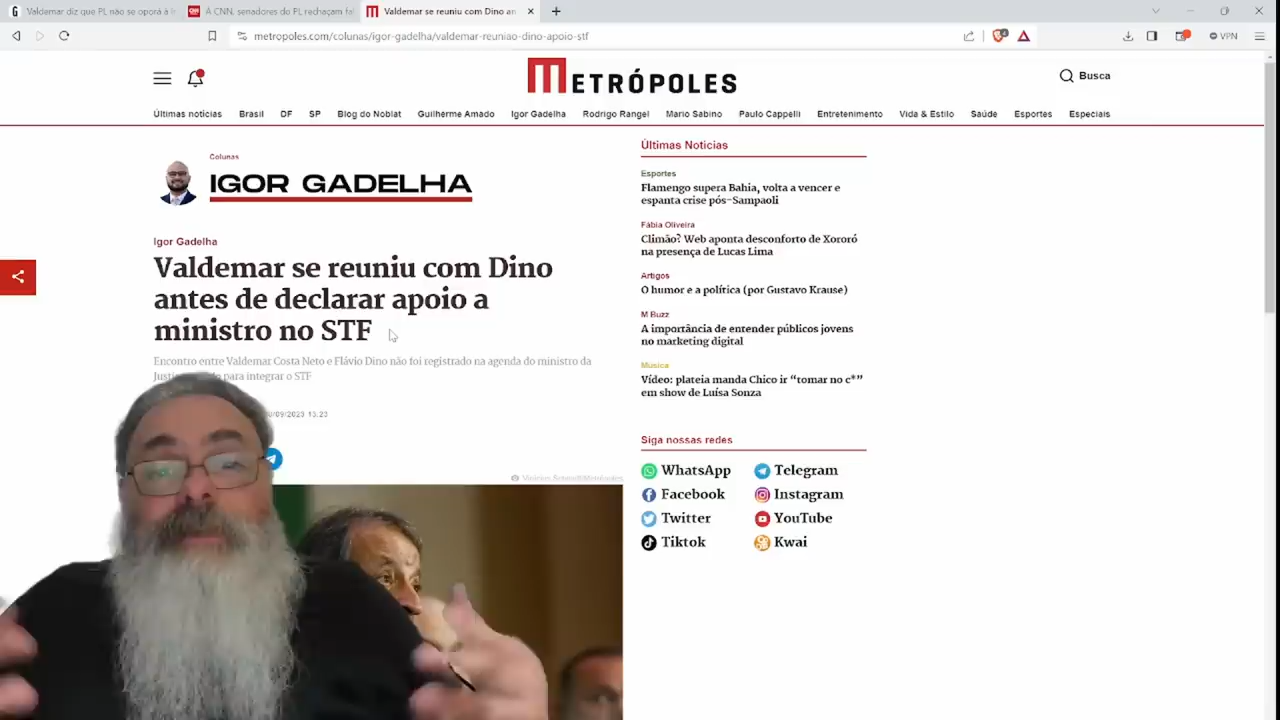 Valdemar diz que PL não se oporá à I
CNN
À CNN, senadores do PL rechaçam fal
Valdemar se reuniu com Dino an
metropoles.com/colunas/igor-gadelha/valdemar-reuniao-dino-apoio-stf
VPN
METRÓPOLES
Busca
Últimas notícias Brasil DF SP Blog do Noblat Guilherme Amado Igor Gadelha Rodrigo Rangel Mario Sabino Paulo Cappelli Entretenimento Vida & Estilo Saúde Esportes Especiais
Colunas
IGOR GADELHA
Igor Gadelha
Valdemar se reuniu com Dino
antes de declarar apoio a
ministro no STF
Encontro entre Valdemar Costa Neto e Flávio Dino não foi registrado na agenda do ministro da
para integrar o STF
Últimas Notícias
Esportes
Flamengo supera Bahia, volta a vencer e
espanta crise pós-Sampaoli
Fábia Oliveira
Climão? Web aponta desconforto de Xororó
na presença de Lucas Lima
Artigos
O humor e a política (por Gustavo Krause)
M Buzz
A importância de entender públicos jovens
no marketing digital
Musica
Vídeo: plateia manda Chico ir “tomar no c*”
em show de Luísa Sonza
Siga nossas redes
WhatsApp Telegram
Facebook Instagram
Twitter YouTube
Tiktok Kwai